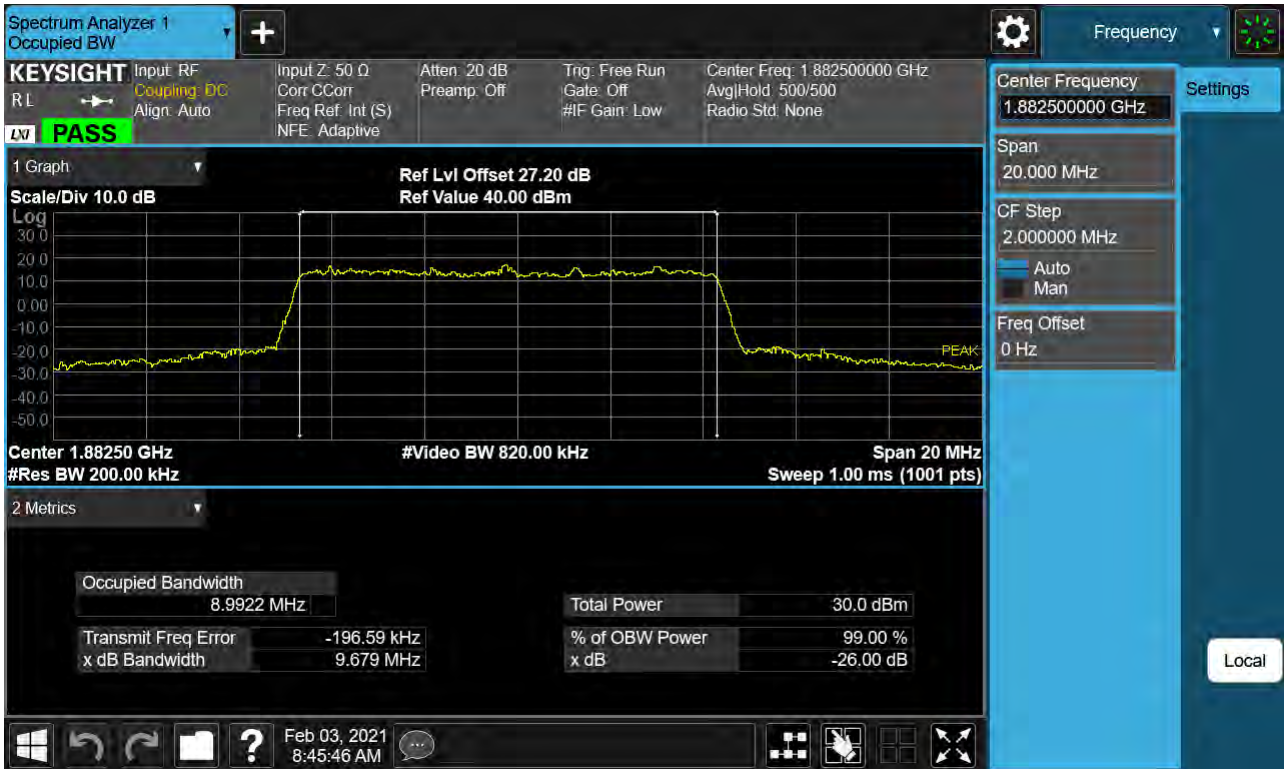 Spectrum Analyzer 1
Occupied BW
+
Frequency
KEYSIGHT
Input: RF
Coupling: DC
Align: Auto
Input Z: 50 Ω
Corr CCorr
Freq Ref: Int (S)
NFE: Adaptive
Atten: 20 dB
Preamp: Off
Trig: Free Run
Gate: Off
#IF Gain: Low
Center Freq: 1.882500000 GHz
Avg|Hold: 500/500
Radio Std: None
R L
LXI
PASS
Center Frequency
1.882500000 GHz
Settings
Span
20.000 MHz
CF Step
2.000000 MHz
Auto
Man
Freq Offset
0 Hz
1 Graph
Scale/Div 10.0 dB
Ref Lvl Offset 27.20 dB
Ref Value 40.00 dBm
Log
30.0
20.0
10.0
0.00
-10.0
-20.0
-30.0
-40.0
-50.0
PEAK
Center 1.88250 GHz
#Video BW 820.00 kHz
Span 20 MHz
#Res BW 200.00 kHz
Sweep 1.00 ms (1001 pts)
2 Metrics
Occupied Bandwidth
8.9922 MHz
Total Power 30.0 dBm
Transmit Freq Error -196.59 kHz
% of OBW Power 99.00 %
x dB Bandwidth 9.679 MHz
x dB -26.00 dB
Local
?
Feb 03, 2021
8:45:46 AM